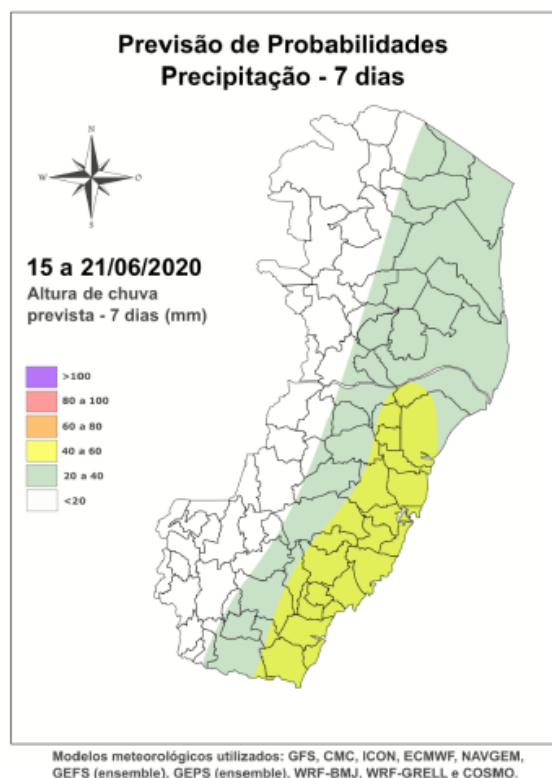 Previsão de Probabilidades
Precipitação - 7 dias
N
W
O
S
15 a 21/06/2020
Altura de chuva
prevista - 7 dias (mm)
>100
80 a 100
60 a 80
40 a 60
20 a 40
<20
Modelos meteorológicos utilizados: GFS, CMC, ICON, ECMWF, NAVGEM,
GEFS (ensemble), GEPS (ensemble), WRF-BMJ, WRF-GRELL e COSMO.